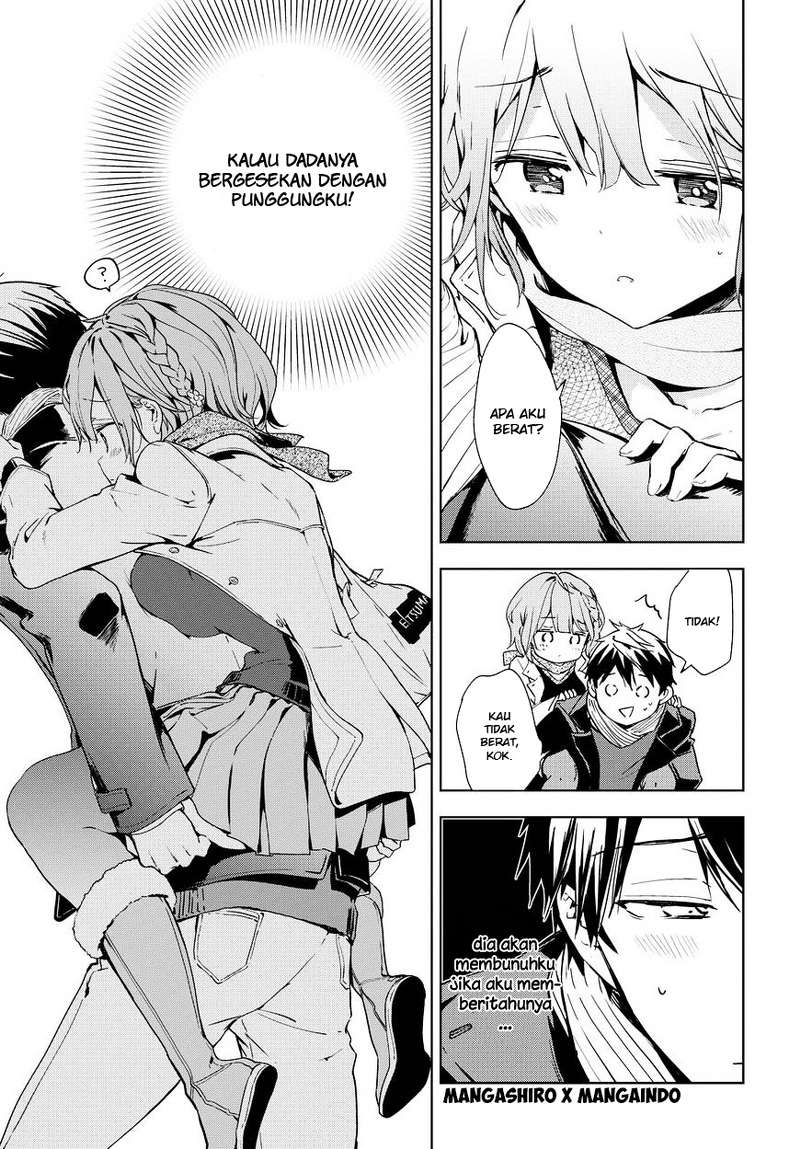 APA AKU
BERAT?
TIDAK!
KAU
TIDAK
BERAT,
KOK.
dia akan
membunuhku
jika aku mem-
beritahunya
...
KALAU DADANYA
BERGESEKAN DENGAN
PUNGGUNGKU!
?
EITSUMA
MANGASHIRO X MANGAINDO